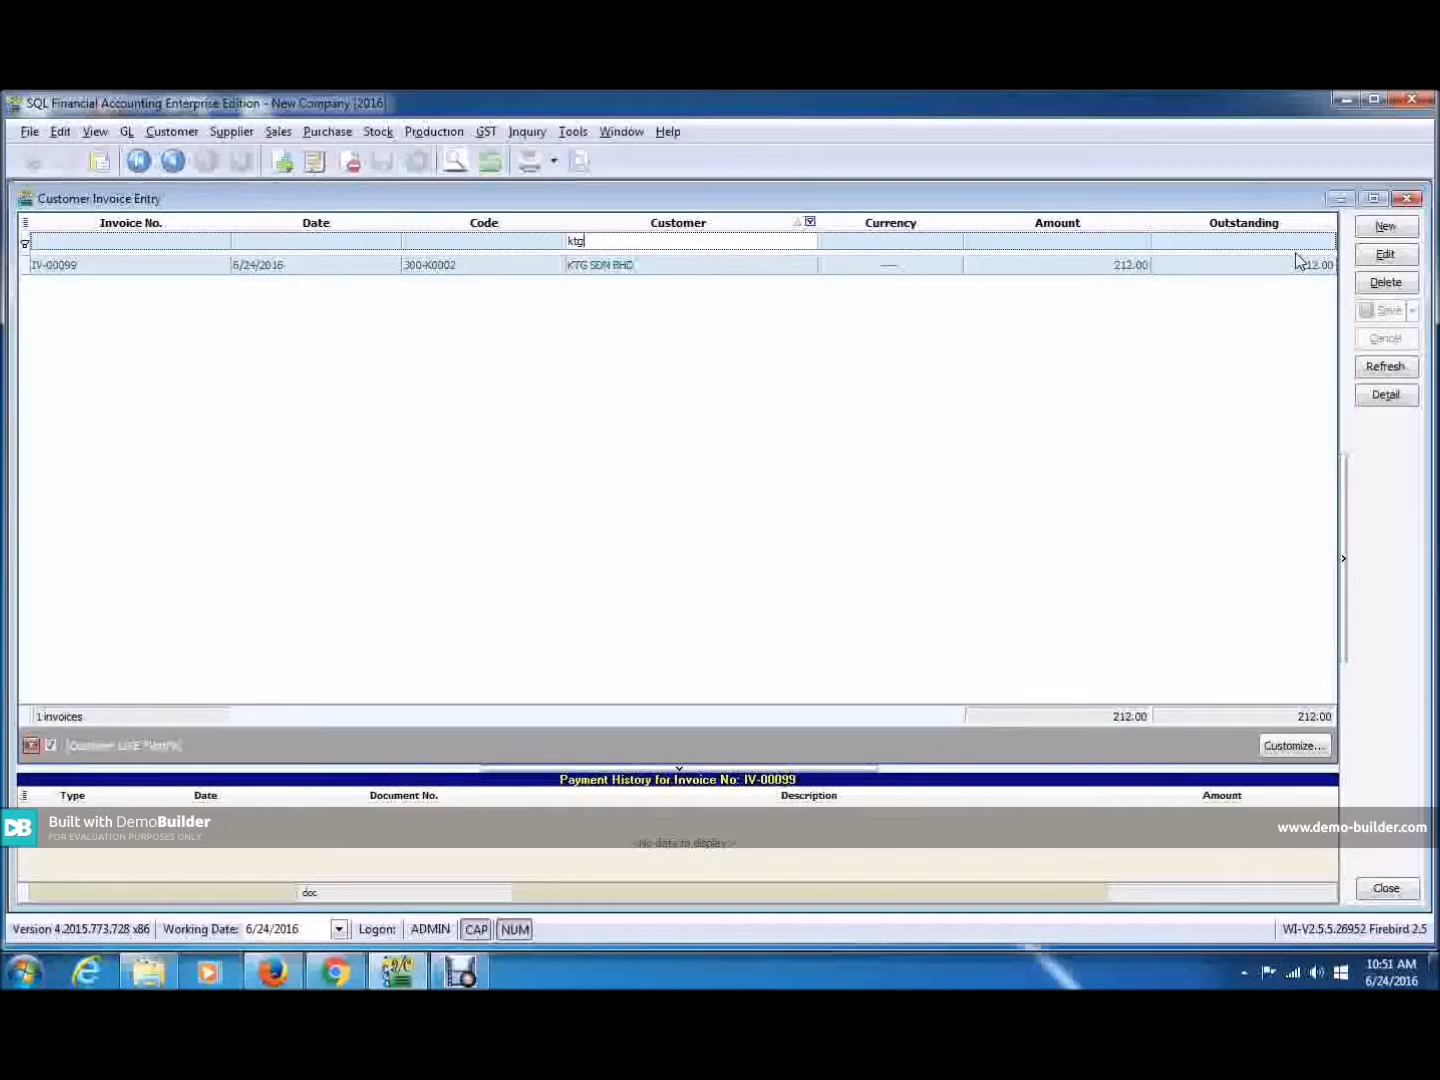 SQL Financial Accounting Enterprise Edition - New Company [2016]
File Edit View GL Customer Supplier Sales Purchase Stock Production GST Inquiry Tools Window Help
Customer Invoice Entry
Invoice No. Date Code Customer Currency Amount Outstanding
ktg
IV-00099 6/24/2016 300-K0002 KTG SDN BHD ---- 212.00 12.00
New
Edit
Delete
Save
Cancel
Refresh
Detail
1 invoices 212.00 212.00
Customize...
Payment History for Invoice No: IV-00099
Type Date Document No. Description Amount
Built with DemoBuilder
FOR EVALUATION PURPOSES ONLY
www.demo-builder.com
<No data to display>
doc
Close
Version 4.2015.773.728 x86 Working Date: 6/24/2016 Logon: ADMIN CAP NUM WI-V2.5.5.26952 Firebird 2.5
10:51 AM
6/24/2016